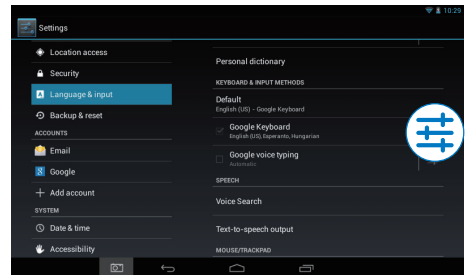 10:29
Settings
Location access
Security
Language & input
Backup & reset
ACCOUNTS
Email
Google
Add account
SYSTEM
Date & time
Accessibility
Personal dictionary
KEYBOARD & INPUT METHODS
Default
English (US) - Google Keyboard
Google Keyboard
English (US), Esperanto, Hungarian
Google voice typing
Automatic
SPEECH
Voice Search
Text-to-speech output
MOUSE/TRACKPAD